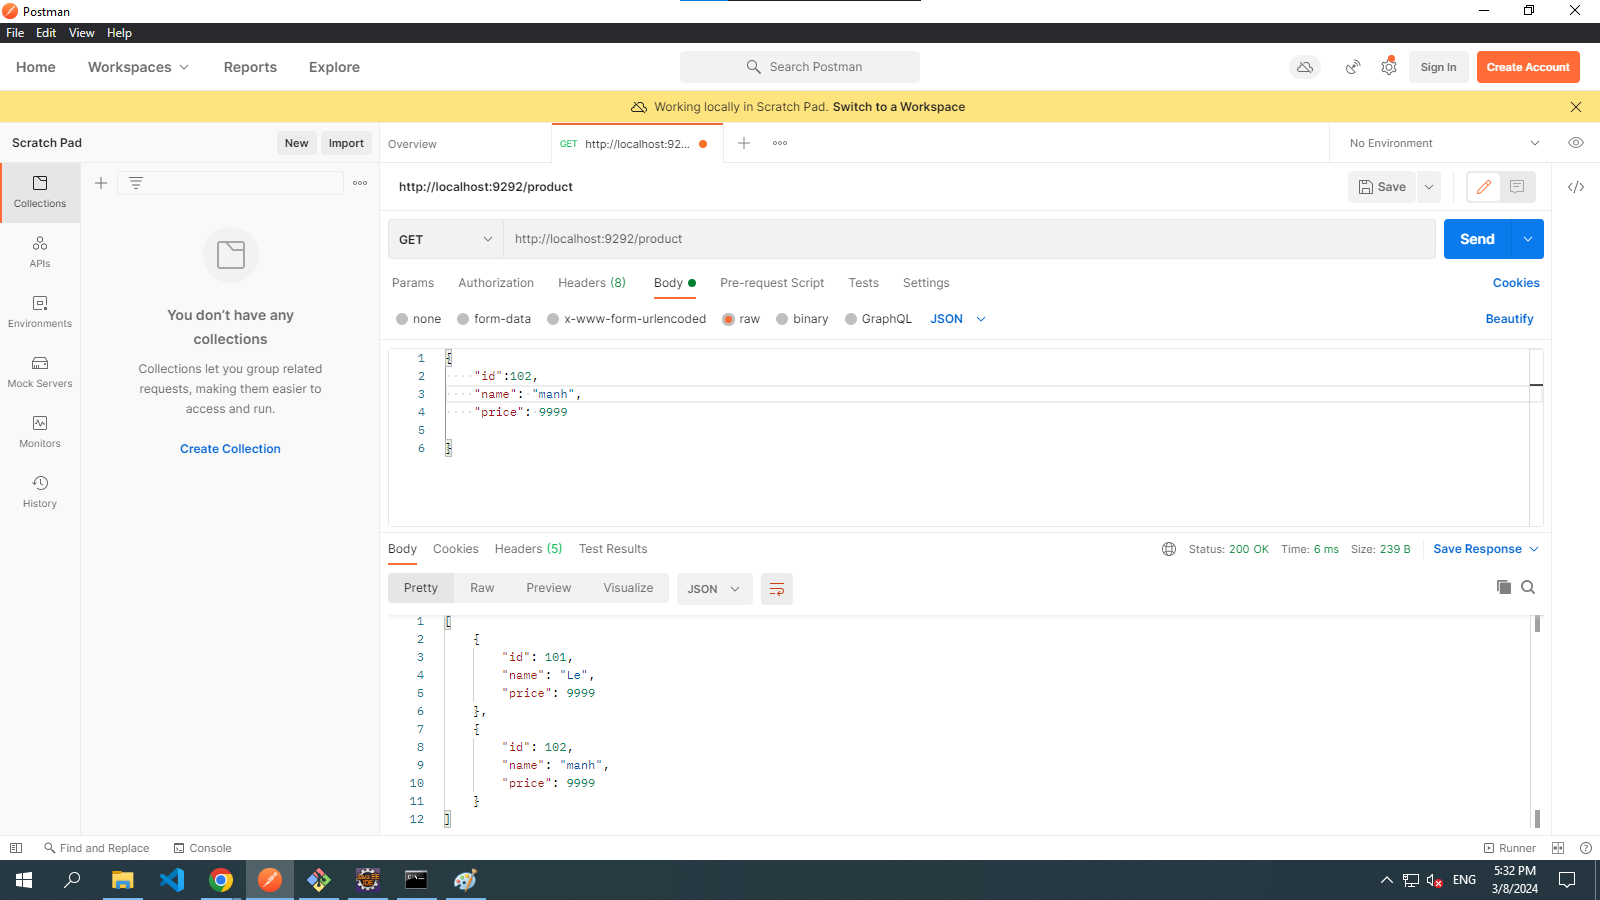 Postman
File Edit View Help
Home Workspaces Reports Explore Search Postman Sign In Create Account
Working locally in Scratch Pad. Switch to a Workspace
Scratch Pad New Import Overview GET http://localhost:92... No Environment
Collections
APIs
Environments
Mock Servers
Monitors
History
You don't have any
collections
Collections let you group related
requests, making them easier to
access and run.
Create Collection
http://localhost:9292/product Save
GET http://localhost:9292/product Send
Params Authorization Headers (8) Body Pre-request Script Tests Settings Cookies
none form-data x-www-form-urlencoded raw binary GraphQL JSON Beautify
1 {
2 "id":102,
3 "name": "manh",
4 "price": 9999
5
6 }
Body Cookies Headers (5) Test Results Status: 200 OK Time: 6 ms Size: 239 B Save Response
Pretty Raw Preview Visualize JSON
1 [
2 {
3 "id": 101,
4 "name": "Le",
5 "price": 9999
6 },
7 {
8 "id": 102,
9 "name": "manh",
10 "price": 9999
11 }
12 ]
Find and Replace Console Runner
ENG 5:32 PM
3/8/2024